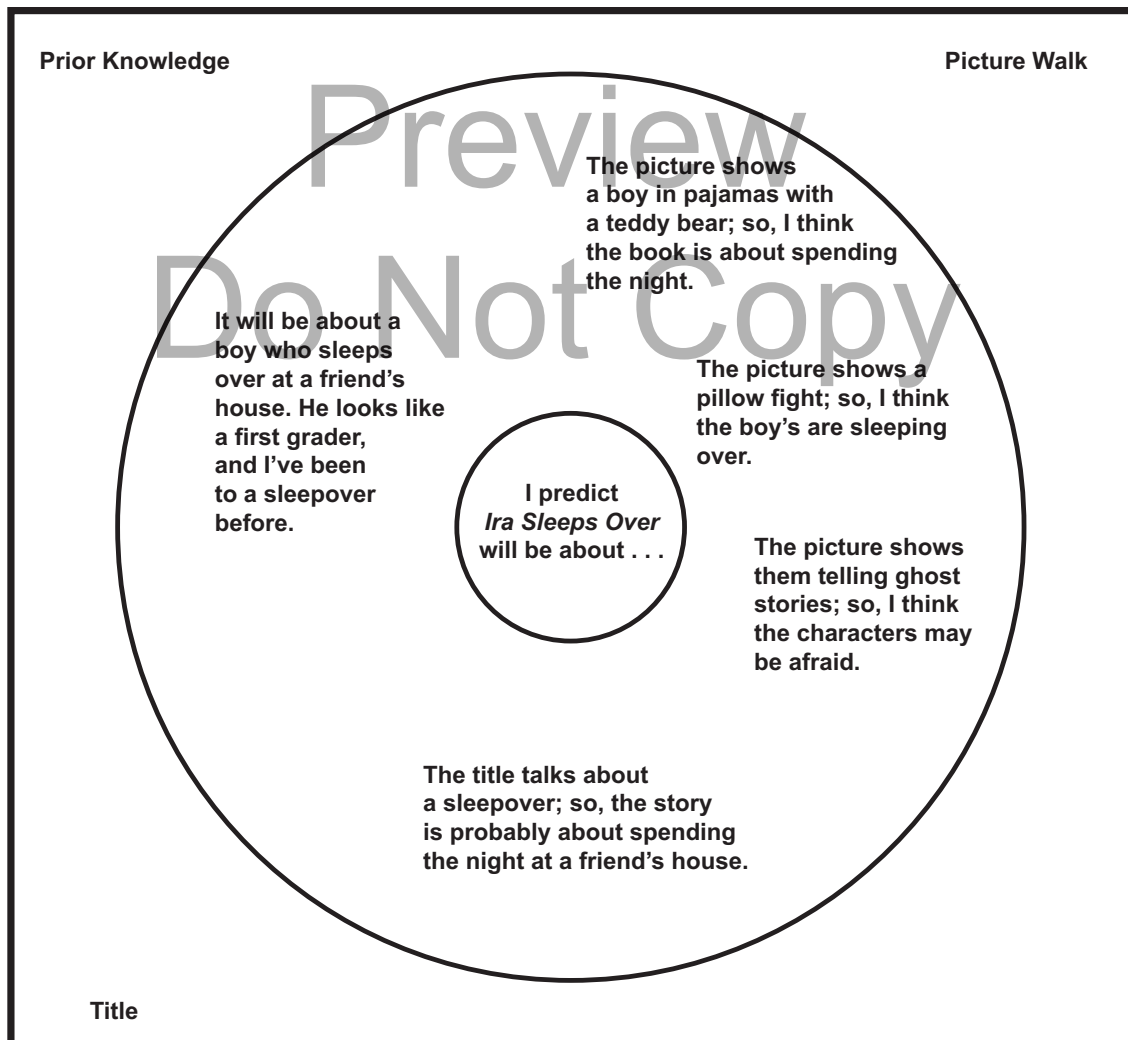 Prior Knowledge
Picture Walk
Preview
Do Not Copy
The picture shows
a boy in pajamas with
a teddy bear; so, I think
the book is about spending
the night.
It will be about a
boy who sleeps
over at a friend's
house. He looks like
a first grader,
and I've been
to a sleepover
before.
The picture shows a
pillow fight; so, I think
the boy's are sleeping
over.
I predict
Ira Sleeps Over
will be about . . .
The picture shows
them telling ghost
stories; so, I think
the characters may
be afraid.
The title talks about
a sleepover; so, the story
is probably about spending
the night at a friend's house.
Title